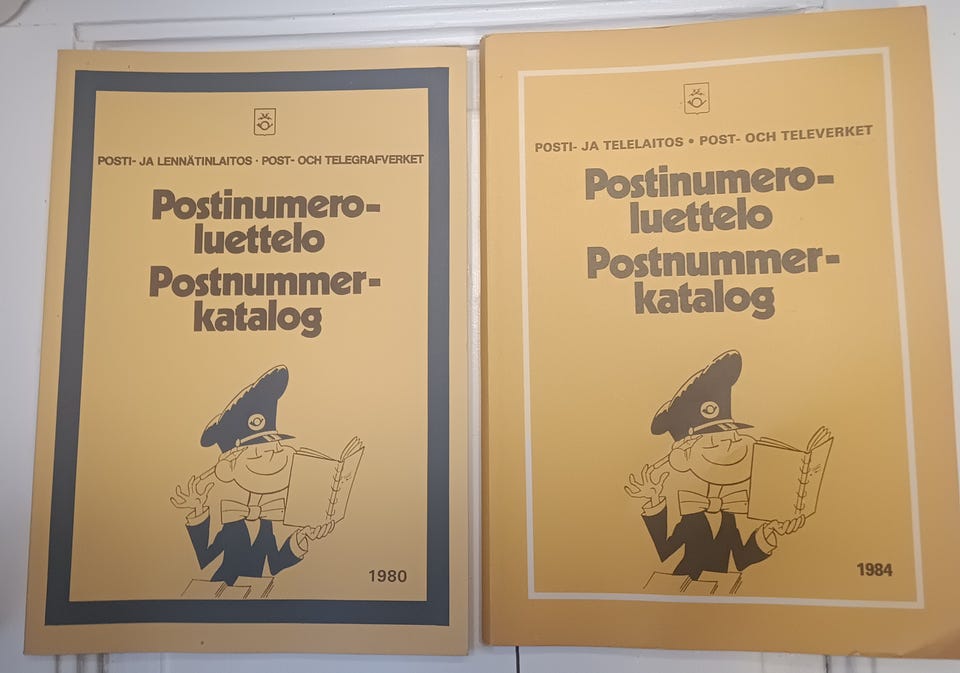 POSTI- JA LENNÄTINLAITOS · POST- OCH TELEGRAFVERKET
Postinumero-
luettelo
Postnummer-
katalog
1980
POSTI- JA TELELAITOS • POST- OCH TELEVERKET
Postinumero-
luettelo
Postnummer-
katalog
1984